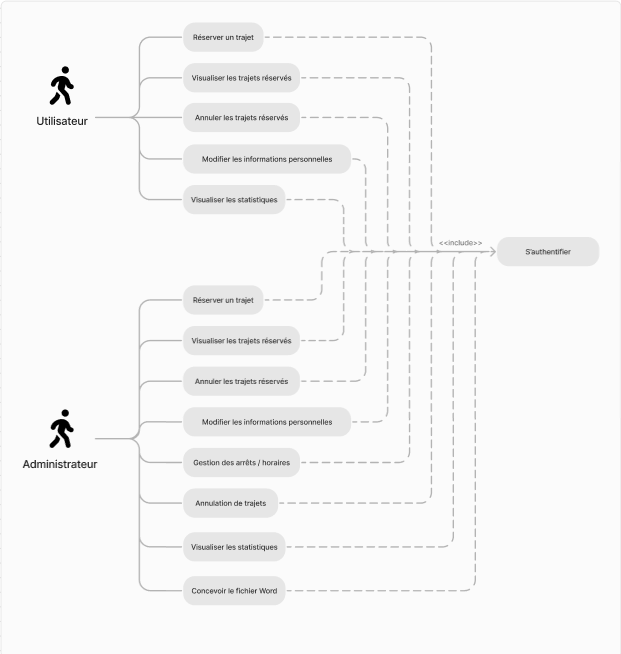 Réserver un trajet
Visualiser les trajets réservés
Utilisateur
Annuler les trajets réservés
Modifier les informations personnelles
Visualiser les statistiques
<<include>>
S'authentifier
Réserver un trajet
Visualiser les trajets réservés
Annuler les trajets réservés
Modifier les informations personnelles
Administrateur
Gestion des arrêts / horaires
Annulation de trajets
Visualiser les statistiques
Concevoir le fichier Word